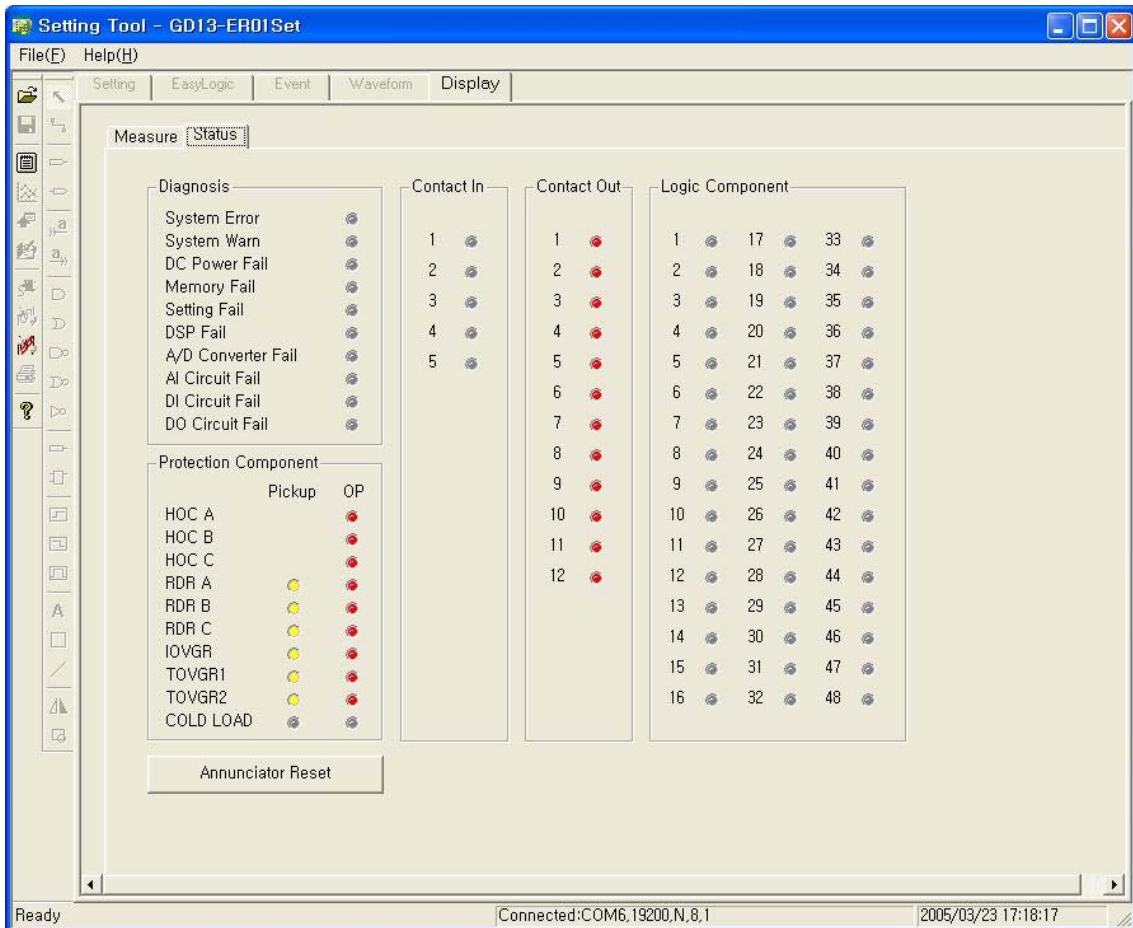 Setting Tool - GD13-ER01Set
File(F) Help(H)
Setting EasyLogic Event Waveform Display
Measure Status
Diagnosis
System Error
System Warn
DC Power Fail
Memory Fail
Setting Fail
DSP Fail
A/D Converter Fail
AI Circuit Fail
DI Circuit Fail
DO Circuit Fail
Protection Component
Pickup OP
HOC A
HOC B
HOC C
RDR A
RDR B
RDR C
IOVGR
TOVGR1
TOVGR2
COLD LOAD
Annunciator Reset
Contact In
1
2
3
4
5
Contact Out
1
2
3
4
5
6
7
8
9
10
11
12
Logic Component
1 17 33
2 18 34
3 19 35
4 20 36
5 21 37
6 22 38
7 23 39
8 24 40
9 25 41
10 26 42
11 27 43
12 28 44
13 29 45
14 30 46
15 31 47
16 32 48
Ready Connected:COM6,19200,N,8,1 2005/03/23 17:18:17